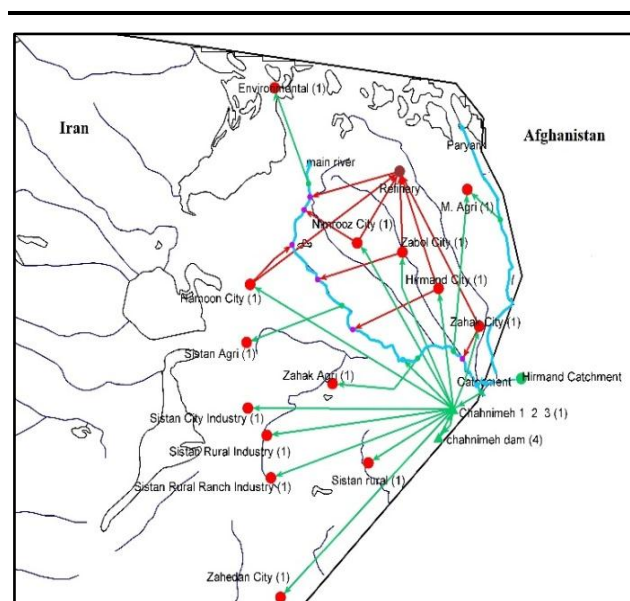 Environmental (1)
Iran
Afghanistan
Paryan
main river
Refinery
M. Agri (1)
Nimrooz City (1)
Zabol City (1)
Hirmand City (1)
Hamoon City (1)
Zahak City (1)
Sistan Agri (1)
Zahak Agri (1)
Catchment
Hirmand Catchment
Sistan City Industry (1)
Chahnimeh 1 2 3 (1)
chahnimeh dam (4)
Sistan Rural Industry (1)
Sistan Rural Ranch Industry (1)
Sistan rural (1)
Zahedan City (1)